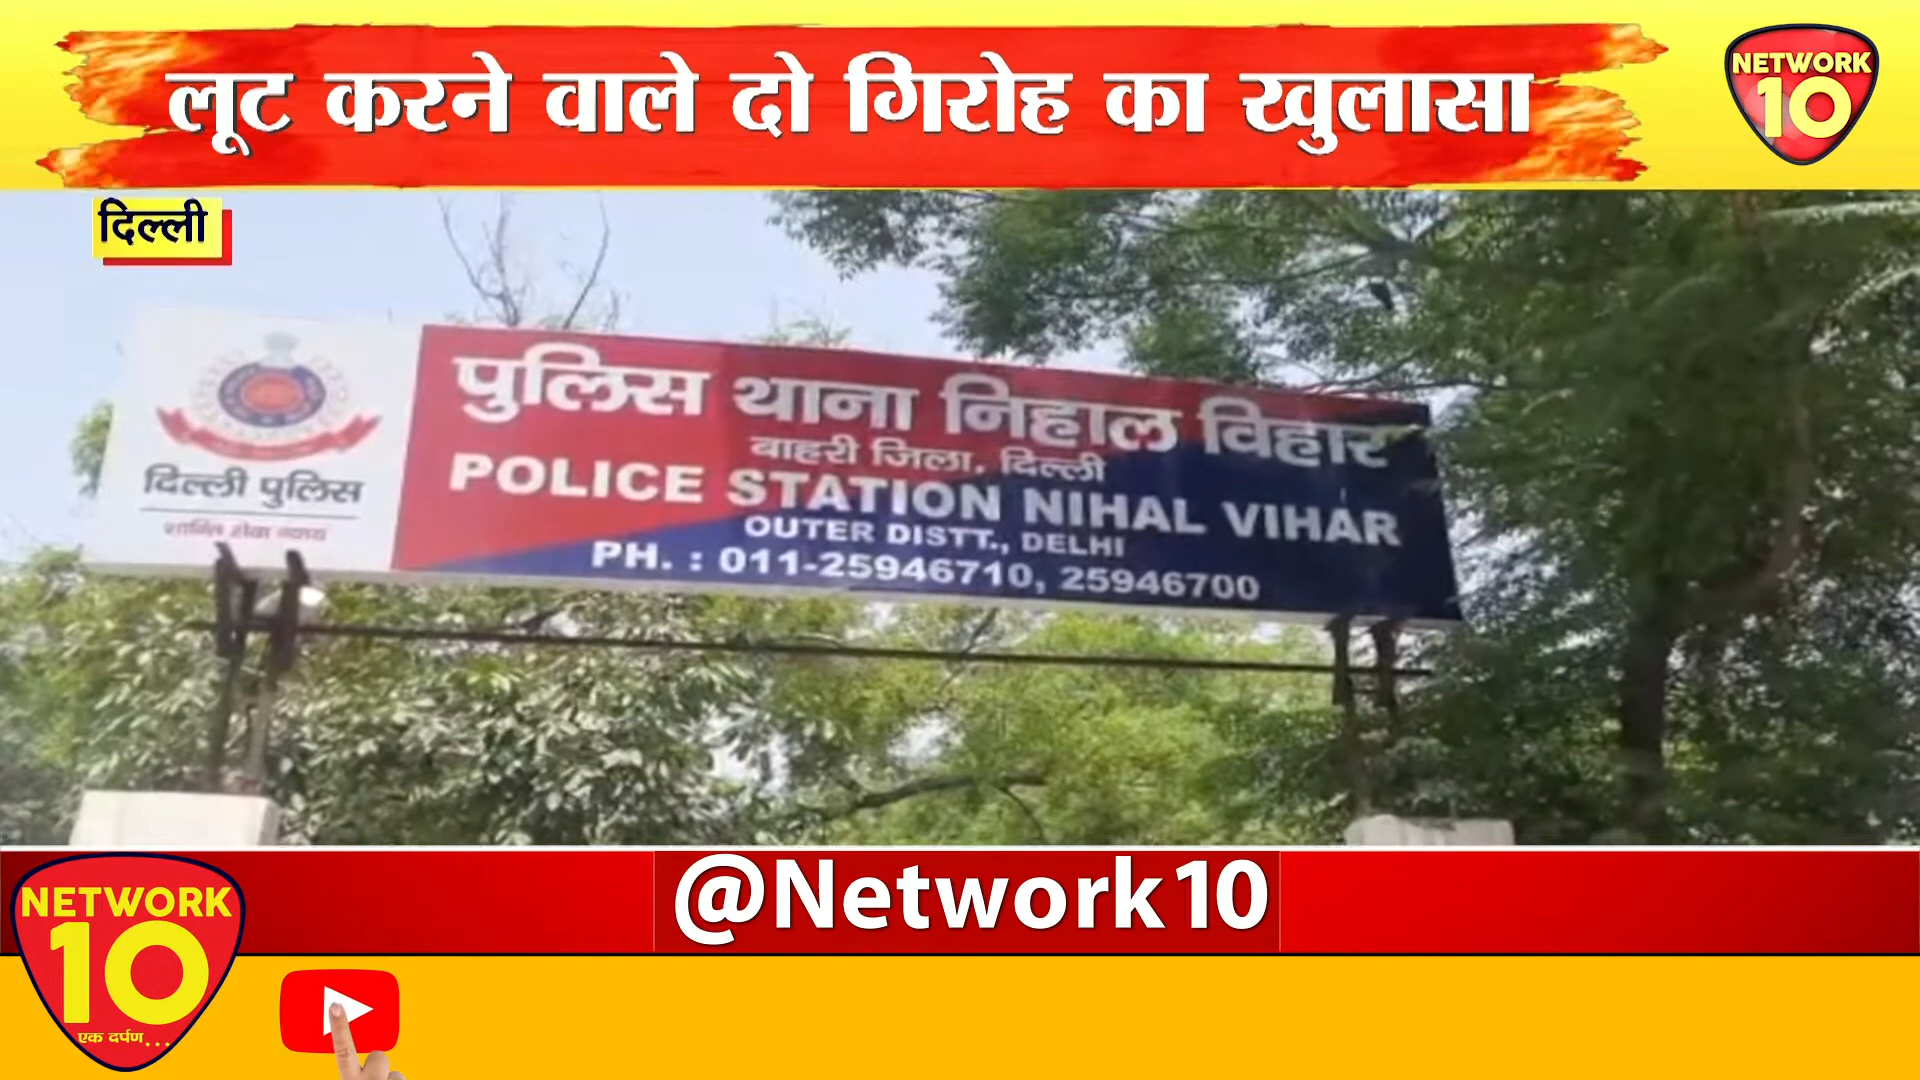 लूट करने वाले दो गिरोह का खुलासा
NETWORK
10
दिल्ली
पुलिस थाना निहाल विहार
बाहरी जिला, दिल्ली
POLICE STATION NIHAL VIHAR
OUTER DISTT., DELHI
PH. : 011-25946710, 25946700
दिल्ली पुलिस
शान्ति सेवा न्याय
@Network10
NETWORK
10
एक दर्पण...